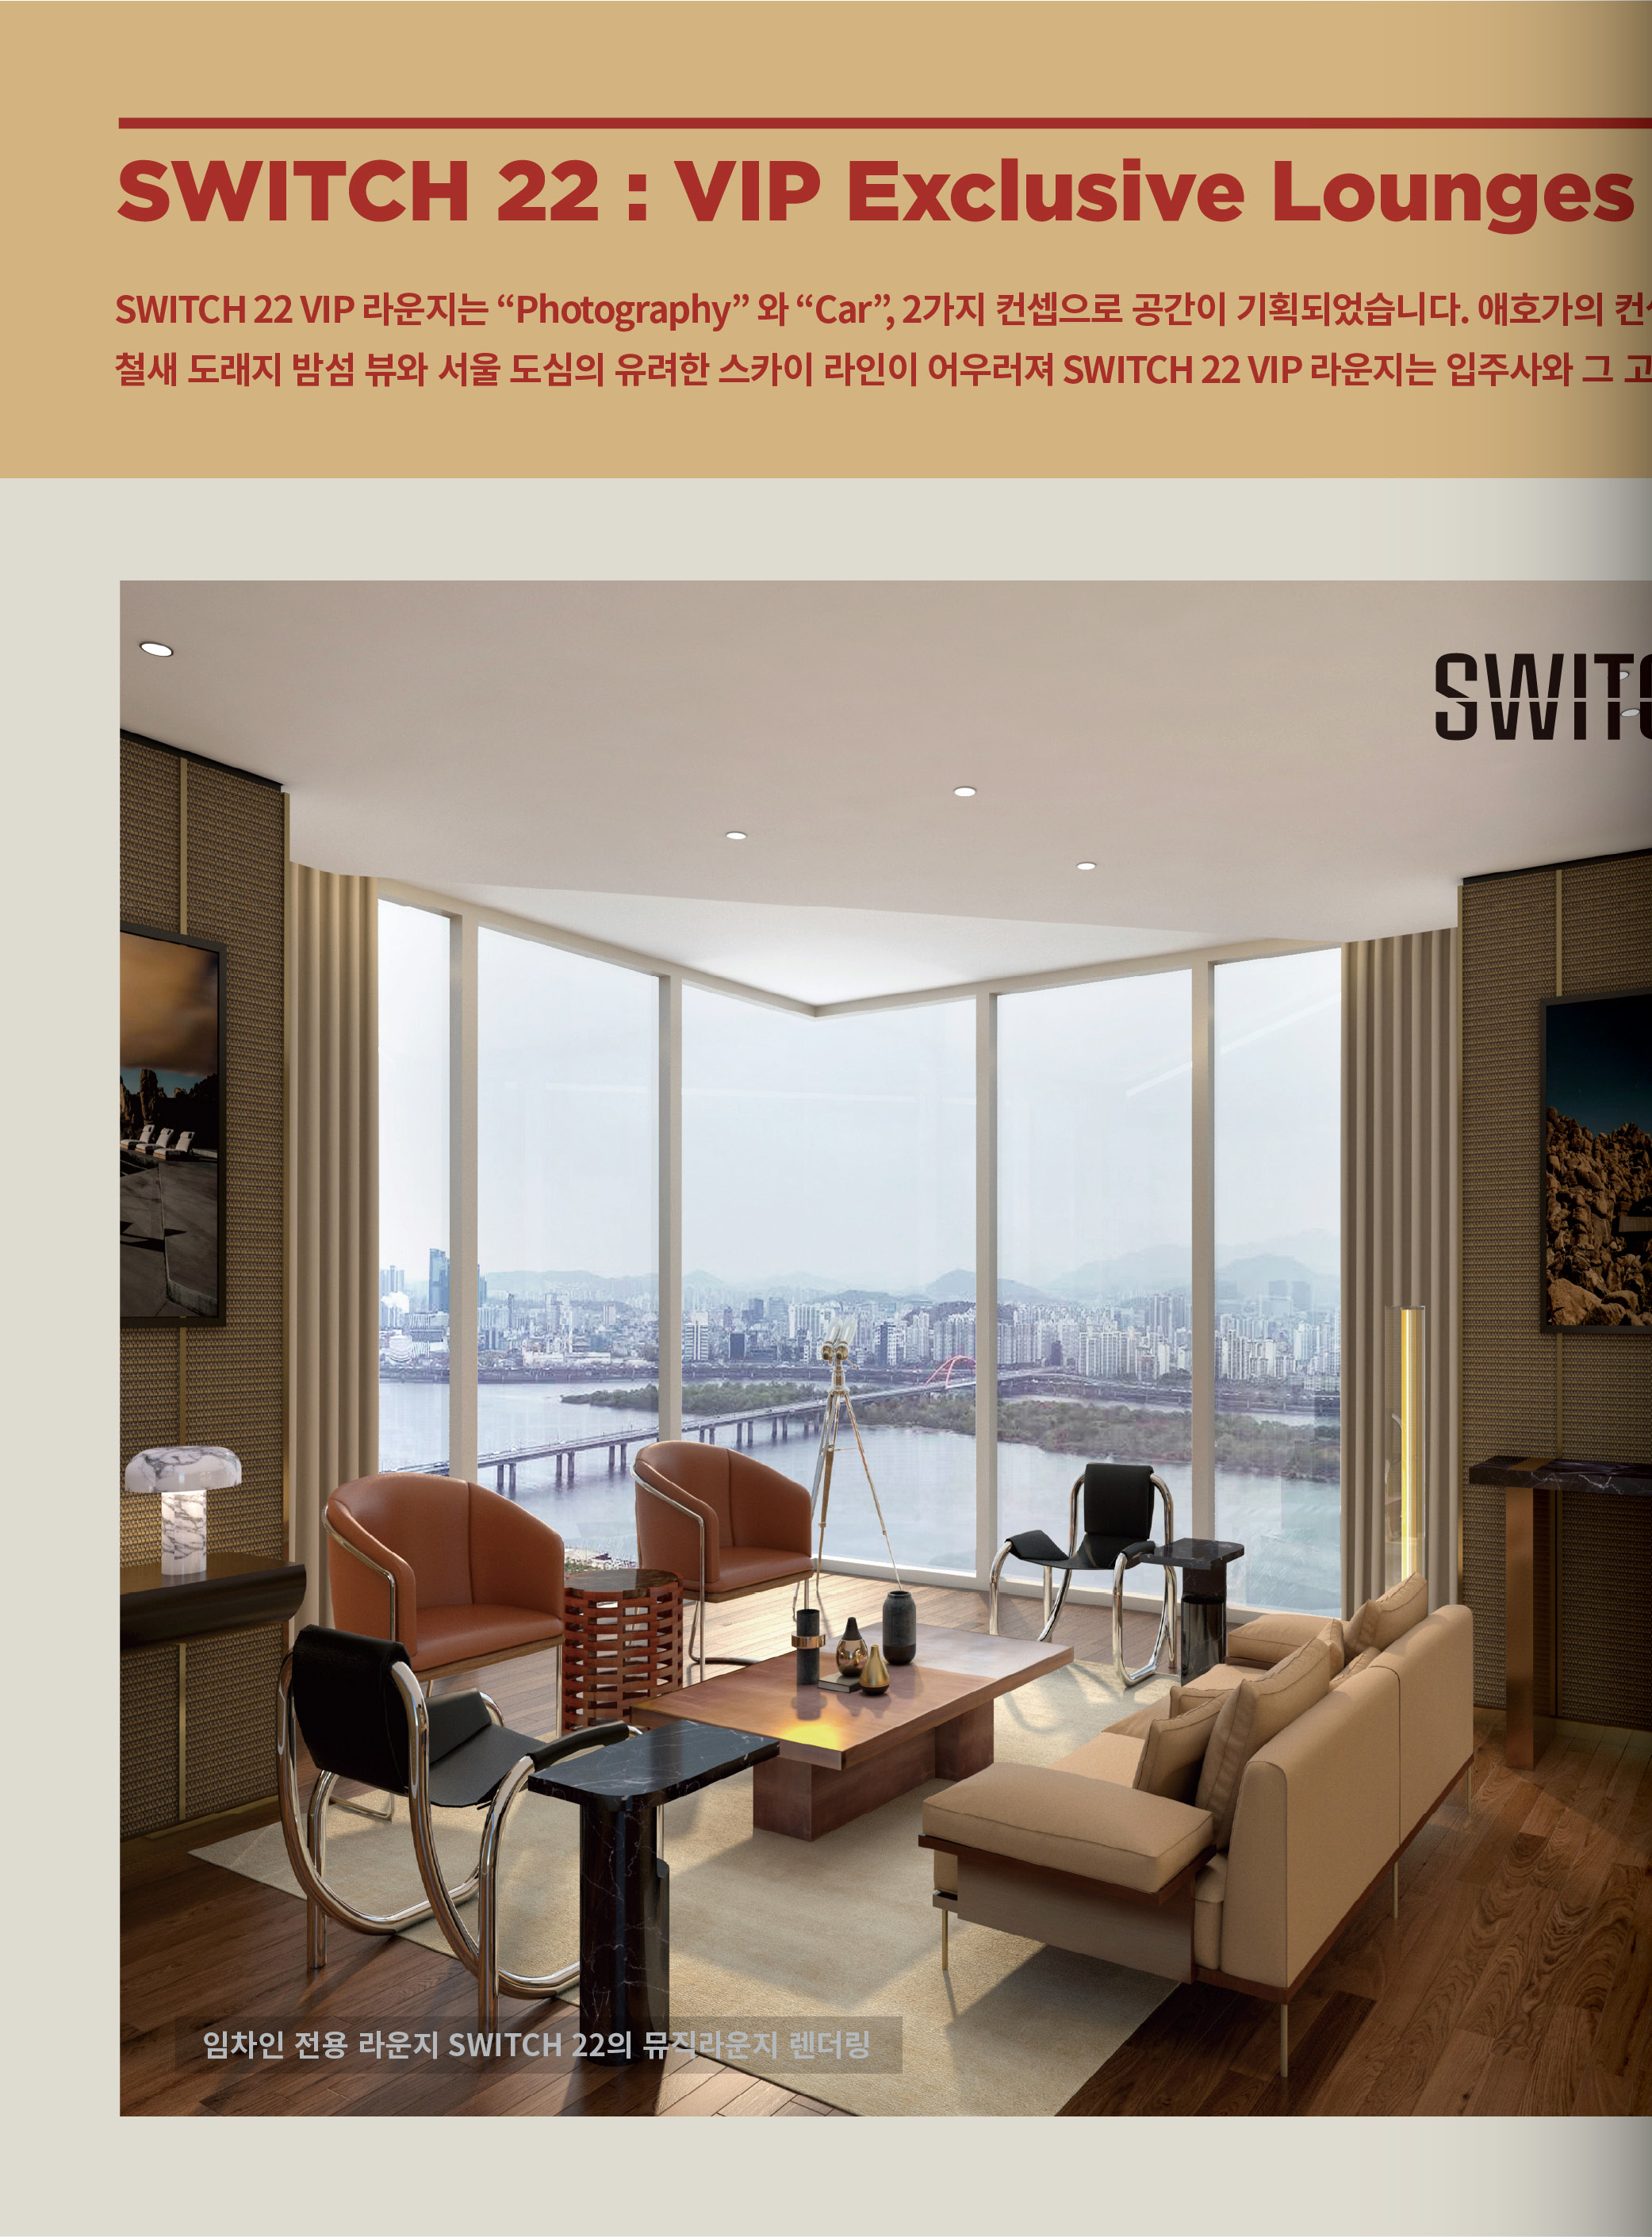 SWITCH 22 : VIP Exclusive Lounges
SWITCH 22 VIP 라운지는 “Photography” 와 “Car”, 2가지 컨셉으로 공간이 기획되었습니다. 애호가의
철새 도래지 밤섬 뷰와 서울 도심의 유려한 스카이 라인이 어우러져 SWITCH 22 VIP 라운지는 입주사와 그
임차인 전용 라운지 SWITCH 22의 뮤직라운지 렌더링